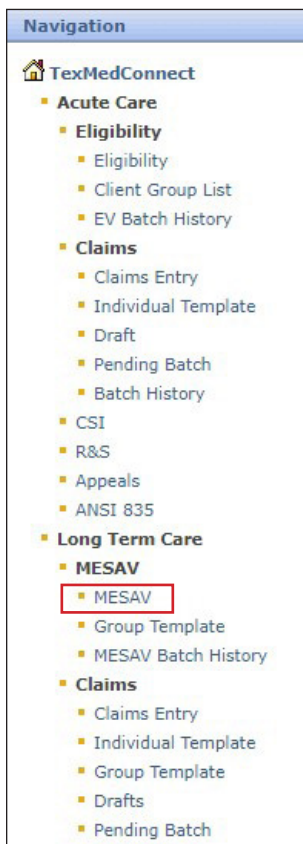 Navigation
TexMedConnect
Acute Care
Eligibility
Eligibility
Client Group List
EV Batch History
Claims
Claims Entry
Individual Template
Draft
Pending Batch
Batch History
CSI
R&S
Appeals
ANSI 835
Long Term Care
MESAV
MESAV
Group Template
MESAV Batch History
Claims
Claims Entry
Individual Template
Group Template
Drafts
Pending Batch